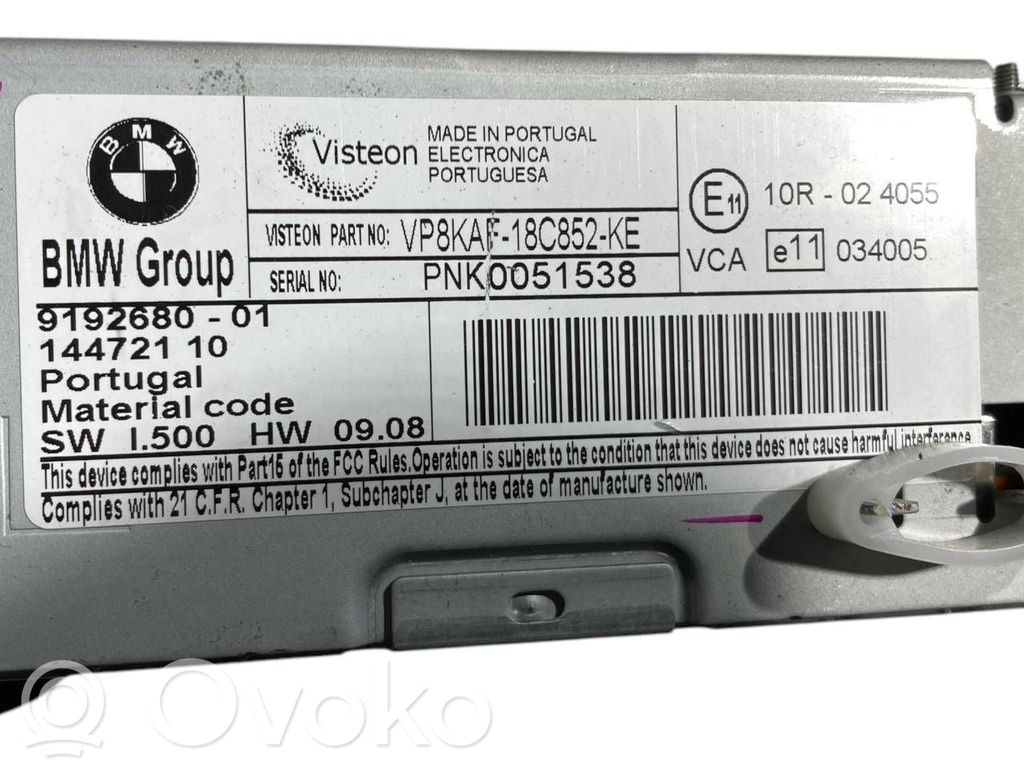 BMW
BMW Group
Visteon
MADE IN PORTUGAL
ELECTRONICA
PORTUGUESA
VISTEON PART NO: VP8KAF-18C852-KE
SERIAL NO: PNK0051538
E11 10R - 02 4055
VCA e11 034005
9192680 - 01
144721 10
Portugal
Material code
SW I.500 HW 09.08
This device complies with Part15 of the FCC Rules.Operation is subject to the condition that this device does not cause harmful interference.
Complies with 21 C.F.R. Chapter 1, Subchapter J, at the date of manufacture shown.
OVOKO